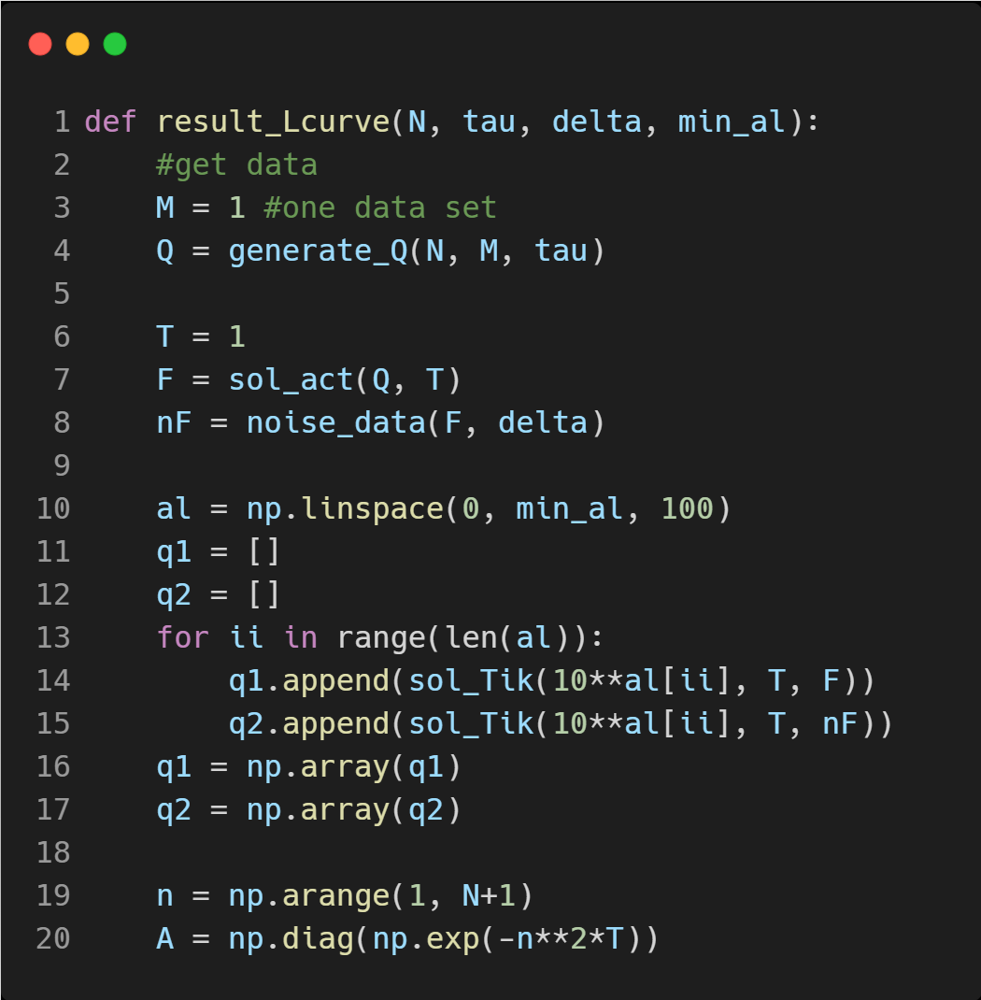 1 def result_Lcurve(N, tau, delta, min_al):
2     #get data
3     M = 1 #one data set
4     Q = generate_Q(N, M, tau)
5
6     T = 1
7     F = sol_act(Q, T)
8     nF = noise_data(F, delta)
9
10     al = np.linspace(0, min_al, 100)
11     q1 = []
12     q2 = []
13     for ii in range(len(al)):
14         q1.append(sol_Tik(10**al[ii], T, F))
15         q2.append(sol_Tik(10**al[ii], T, nF))
16     q1 = np.array(q1)
17     q2 = np.array(q2)
18
19     n = np.arange(1, N+1)
20     A = np.diag(np.exp(-n**2*T))